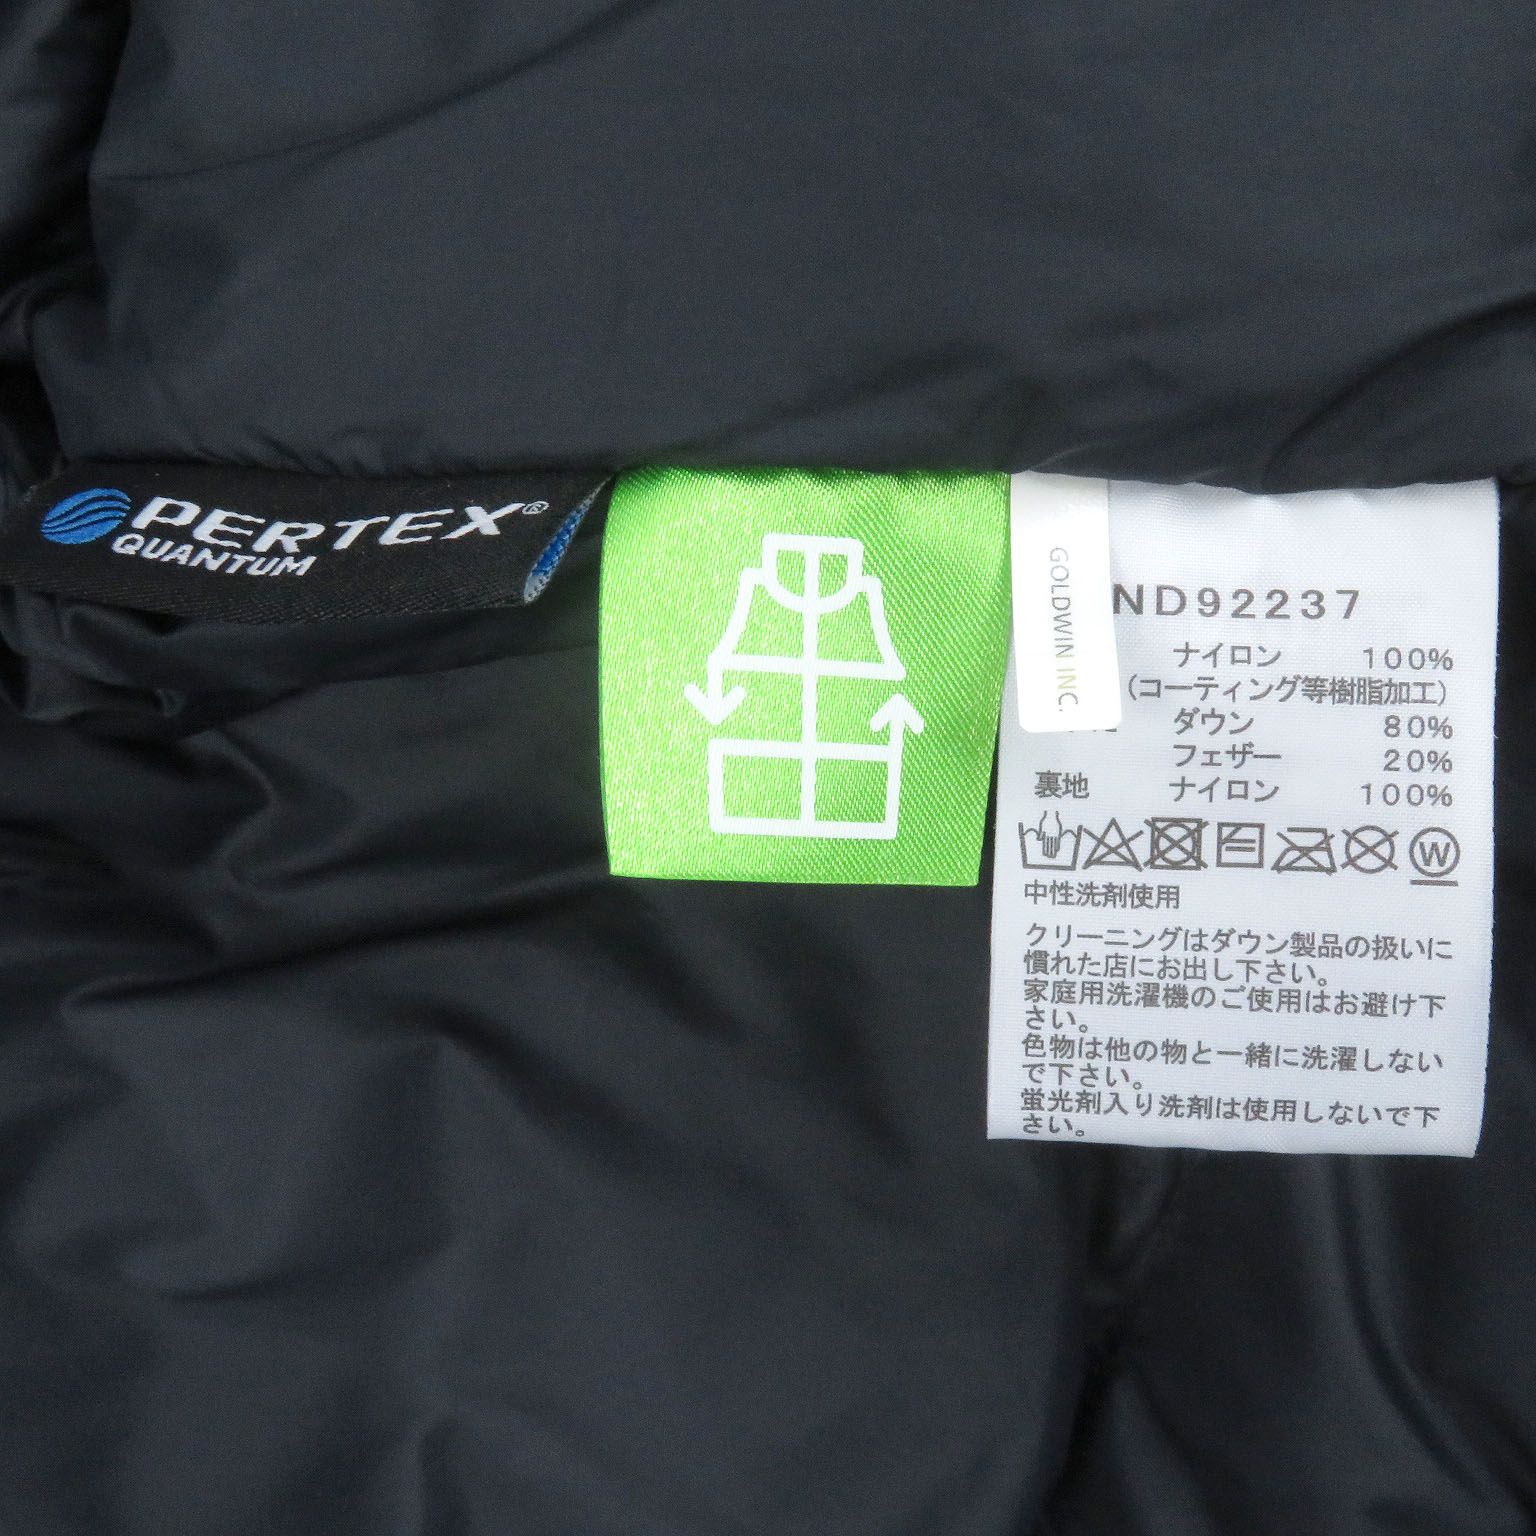 PERTEX®
QUANTUM
GOLDWIN INC.
ND92237
ナイロン 100%
(コーティング等樹脂加工)
ダウン 80%
フェザー 20%
裏地 ナイロン 100%
W
中性洗剤使用
クリーニングはダウン製品の扱いに
慣れた店にお出し下さい。
家庭用洗濯機のご使用はお避け下
さい。
色物は他の物と一緒に洗濯しない
で下さい。
蛍光剤入り洗剤は使用しないで下
さい。